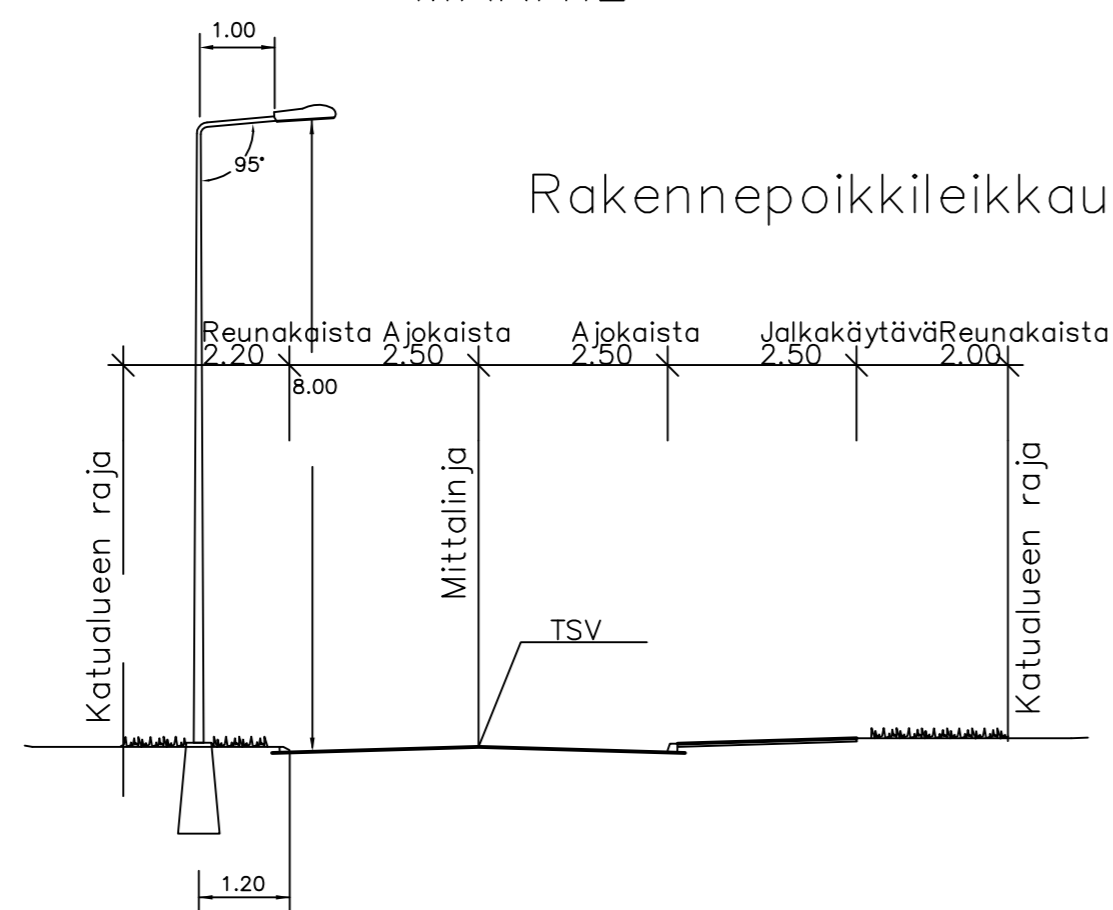 1.00
95°
Rakennepoikkileikkau
Reunakaista Ajokaista Ajokaista Jalkakäytävä Reunakaista
2.20 2.50 2.50 2.50 2.00
8.00
Katualueen raja
Mittalinja
Katualueen raja
TSV
1.20